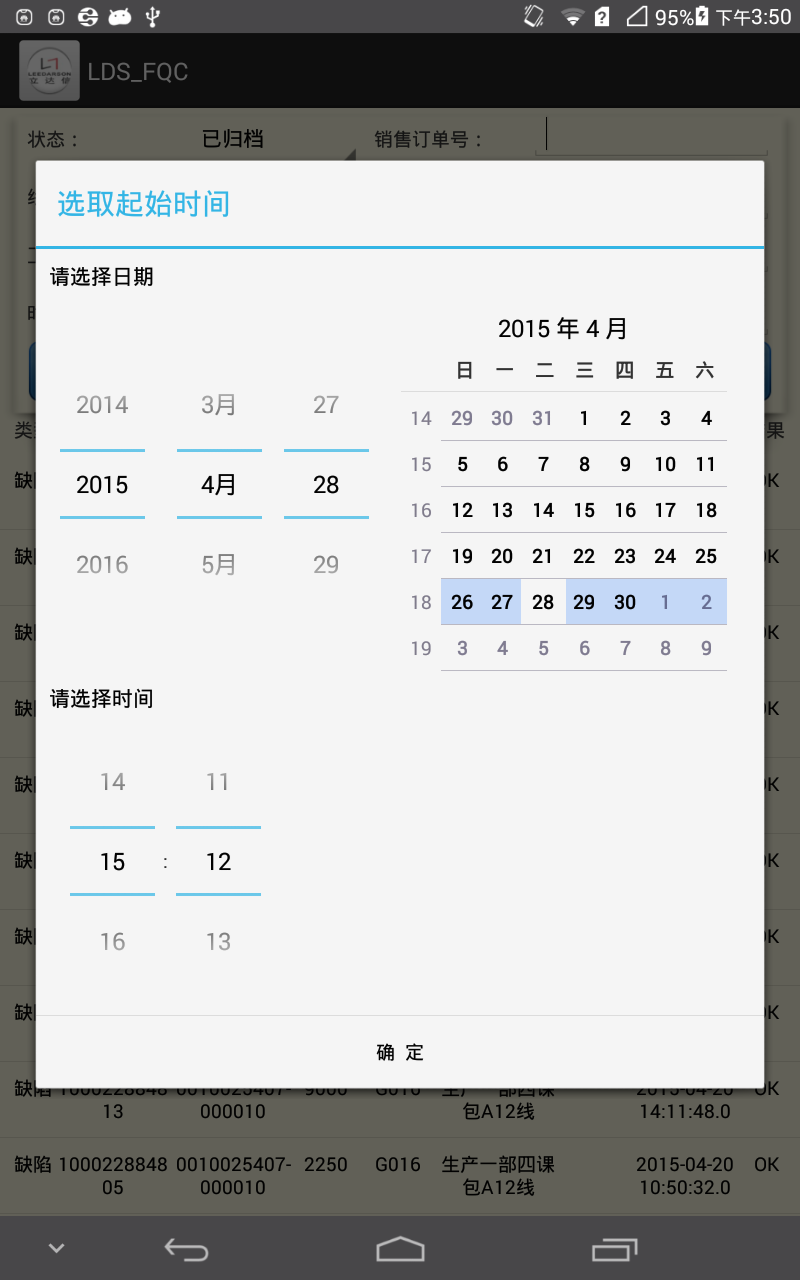 95% 下午3:50
LDS_FQC
LEEDARSON
立 达 信
状态： 已归档 销售订单号：
选取起始时间
请选择日期
2015 年 4 月
日 一 二 三 四 五 六
14 29 30 31 1 2 3 4
15 5 6 7 8 9 10 11
16 12 13 14 15 16 17 18
17 19 20 21 22 23 24 25
18 26 27 28 29 30 1 2
19 3 4 5 6 7 8 9
2014 3月 27
2015 4月 28
2016 5月 29
请选择时间
14 11
15 : 12
16 13
确 定
缺陷 1000228848 0010025407- 9000 G016 生产一部四课 2015-04-20 OK
13 000010 包A12线 14:11:48.0
缺陷 1000228848 0010025407- 2250 G016 生产一部四课 2015-04-20 OK
05 000010 包A12线 10:50:32.0